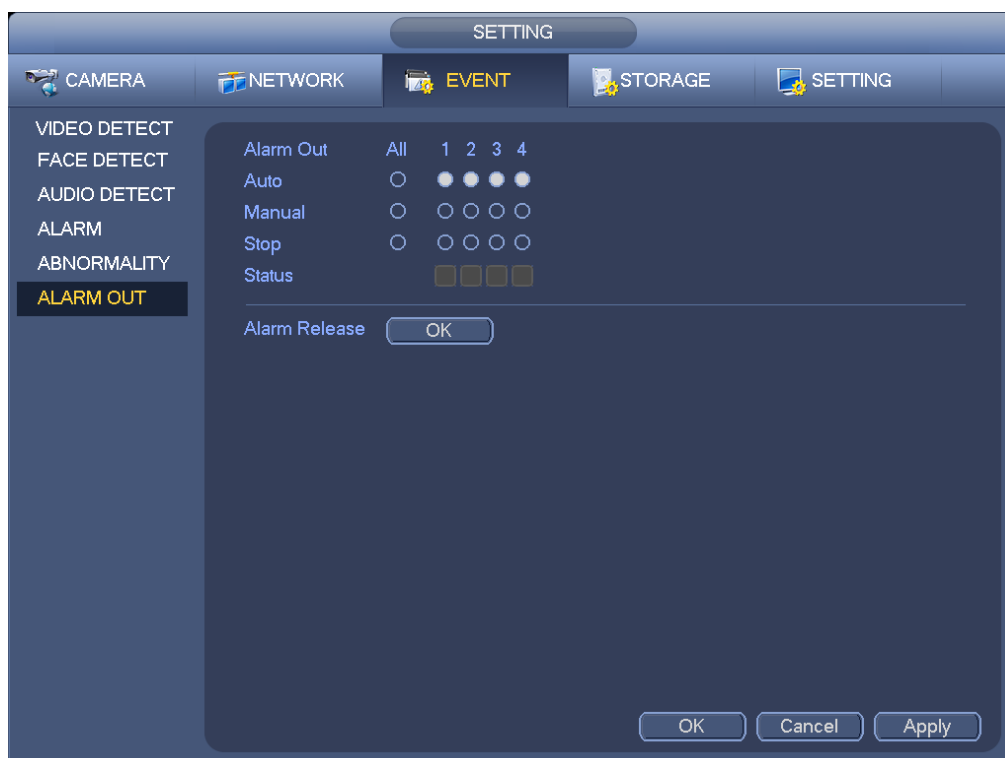 SETTING
CAMERA NETWORK EVENT STORAGE SETTING
VIDEO DETECT
FACE DETECT
AUDIO DETECT
ALARM
ABNORMALITY
ALARM OUT
Alarm Out All 1 2 3 4
Auto
Manual
Stop
Status
Alarm Release OK
OK Cancel Apply